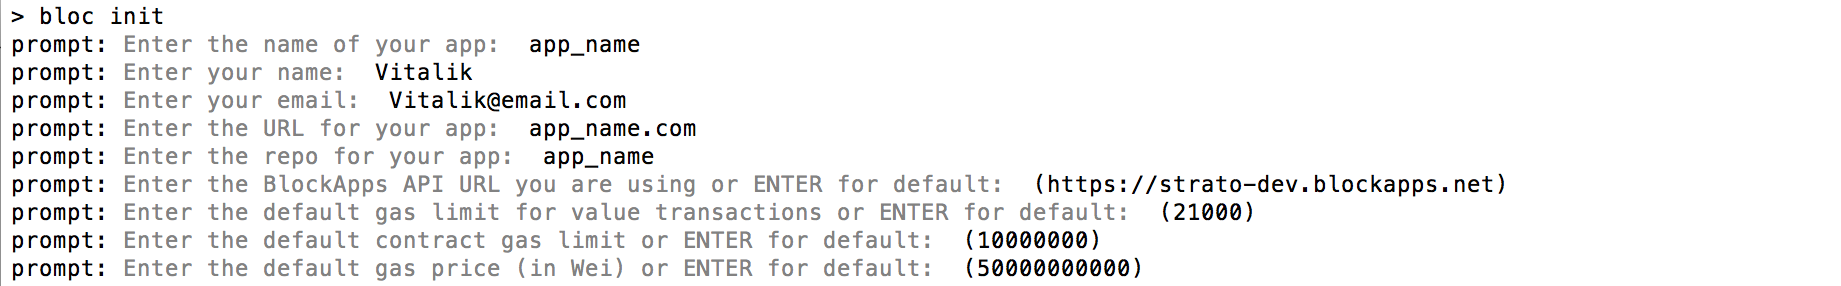 > bloc init
prompt: Enter the name of your app:  app_name
prompt: Enter your name:  Vitalik
prompt: Enter your email:  Vitalik@email.com
prompt: Enter the URL for your app:  app_name.com
prompt: Enter the repo for your app:  app_name
prompt: Enter the BlockApps API URL you are using or ENTER for default:  (https://strato-dev.blockapps.net)
prompt: Enter the default gas limit for value transactions or ENTER for default:  (21000)
prompt: Enter the default contract gas limit or ENTER for default:  (10000000)
prompt: Enter the default gas price (in Wei) or ENTER for default:  (50000000000)